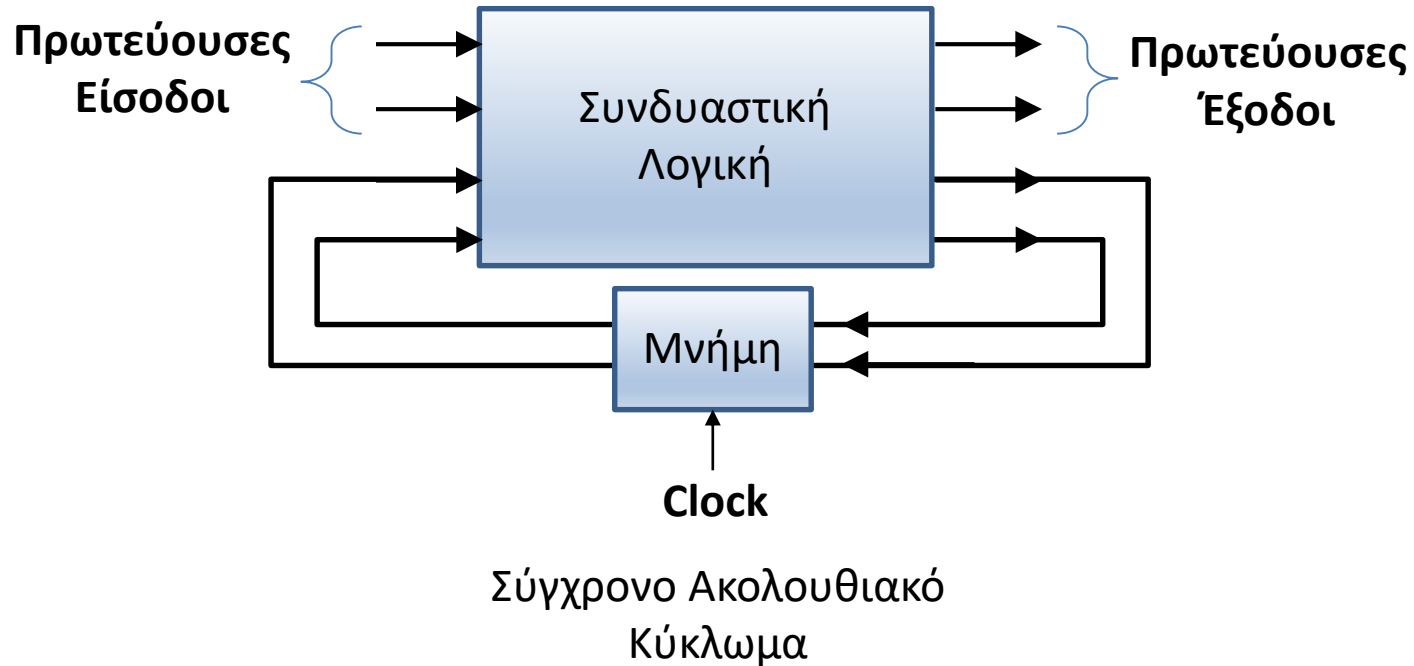 Πρωτεύουσες
Είσοδοι
Συνδυαστική
Λογική
Πρωτεύουσες
Έξοδοι
Μνήμη
Clock
Σύγχρονο Ακολουθιακό
Κύκλωμα